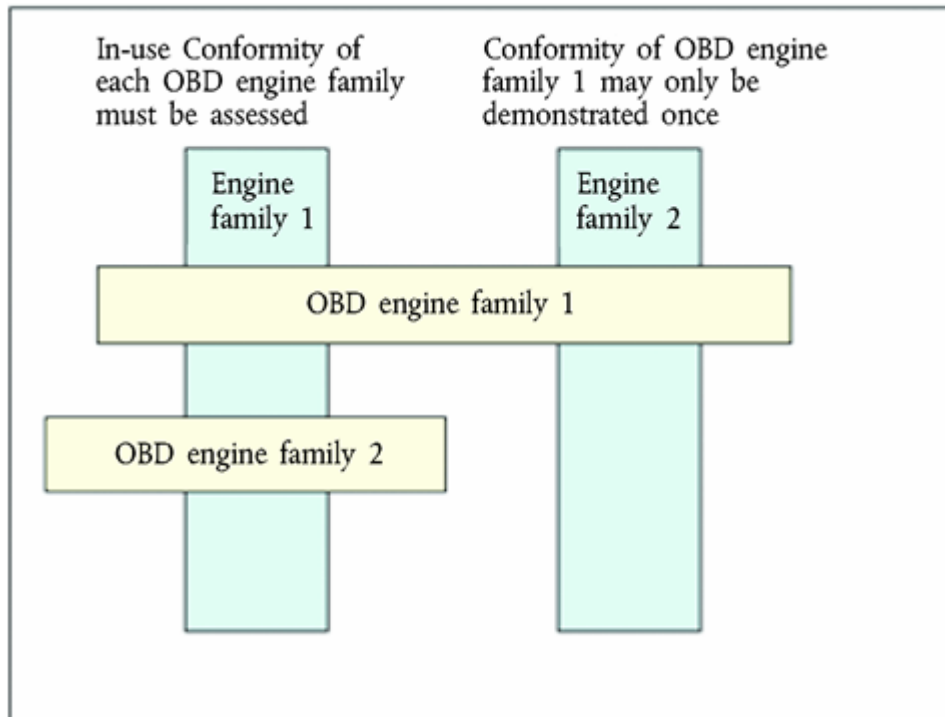 In-use Conformity of
each OBD engine family
must be assessed
Conformity of OBD engine
family 1 may only be
demonstrated once
Engine
family 1
Engine
family 2
OBD engine family 1
OBD engine family 2